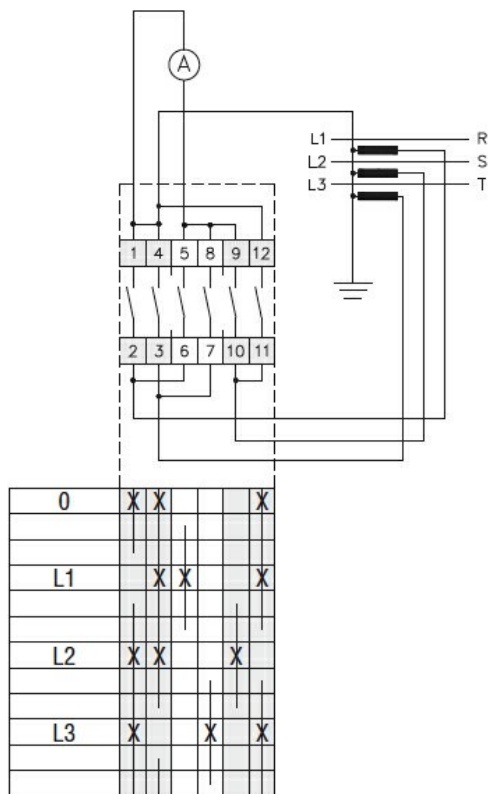 A
L1 R
L2 S
L3 T
1 4 5 8 9 12
2 3 6 7 10 11
0 X X X
L1 X X X
L2 X X X
L3 X X X